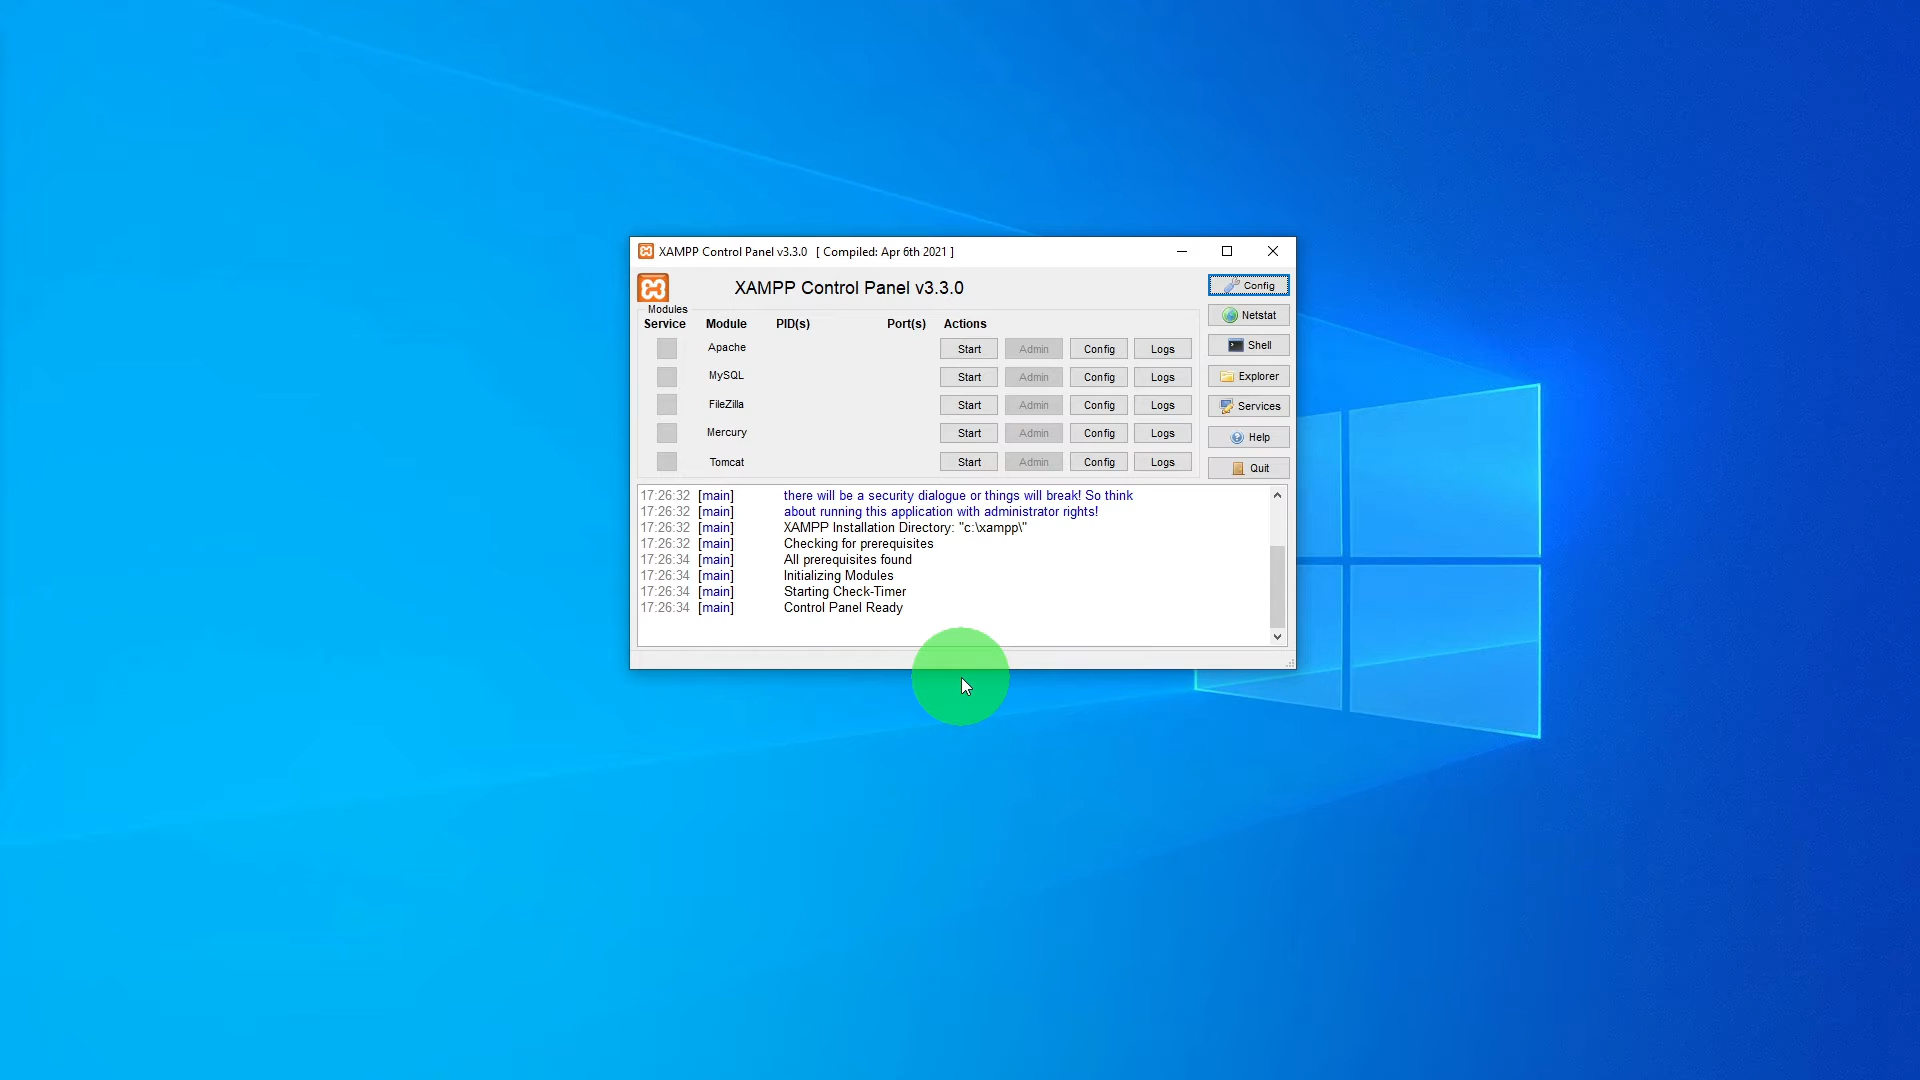 XAMPP Control Panel v3.3.0 [ Compiled: Apr 6th 2021 ]
XAMPP Control Panel v3.3.0
Config
Modules
Service Module PID(s) Port(s) Actions
Netstat
Apache Start Admin Config Logs
Shell
MySQL Start Admin Config Logs
Explorer
FileZilla Start Admin Config Logs
Services
Mercury Start Admin Config Logs
Help
Tomcat Start Admin Config Logs
Quit
17:26:32 [main] there will be a security dialogue or things will break! So think
17:26:32 [main] about running this application with administrator rights!
17:26:32 [main] XAMPP Installation Directory: "c:\xampp\"
17:26:32 [main] Checking for prerequisites
17:26:34 [main] All prerequisites found
17:26:34 [main] Initializing Modules
17:26:34 [main] Starting Check-Timer
17:26:34 [main] Control Panel Ready